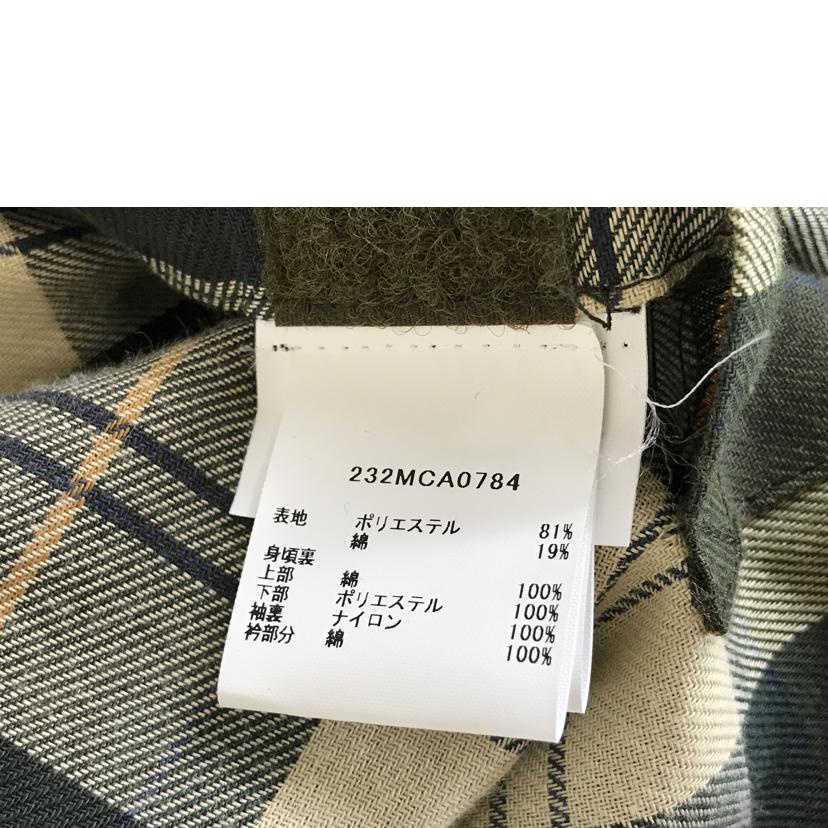 232MCA0784
表地 ポリエステル 81%
綿 19%
身頃裏
上部 綿 100%
下部 ポリエステル 100%
袖裏 ナイロン 100%
衿部分 綿 100%